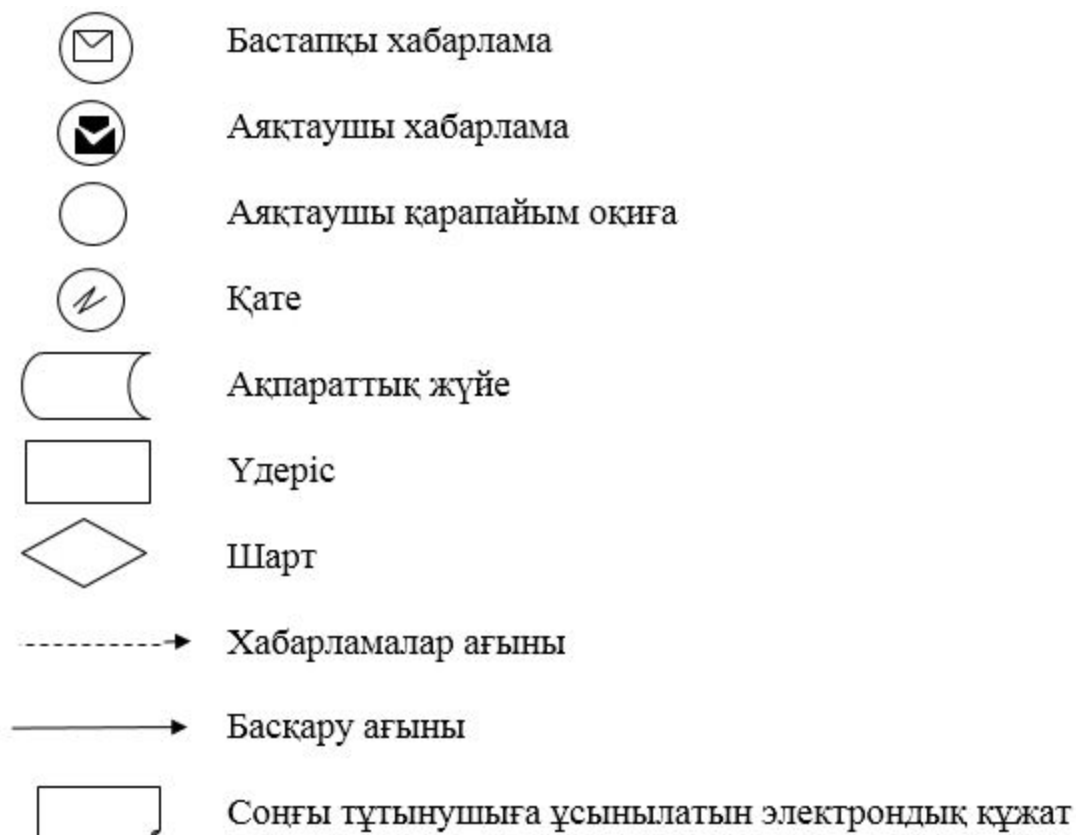 Бастапқы хабарлама
Аяқтаушы хабарлама
Аяқтаушы қарапайым оқиға
Қате
Ақпараттық жүйе
Үдеріс
Шарт
Хабарламалар ағыны
Басқару ағыны
Соңғы тұтынушыға ұсынылатын электрондық құжат